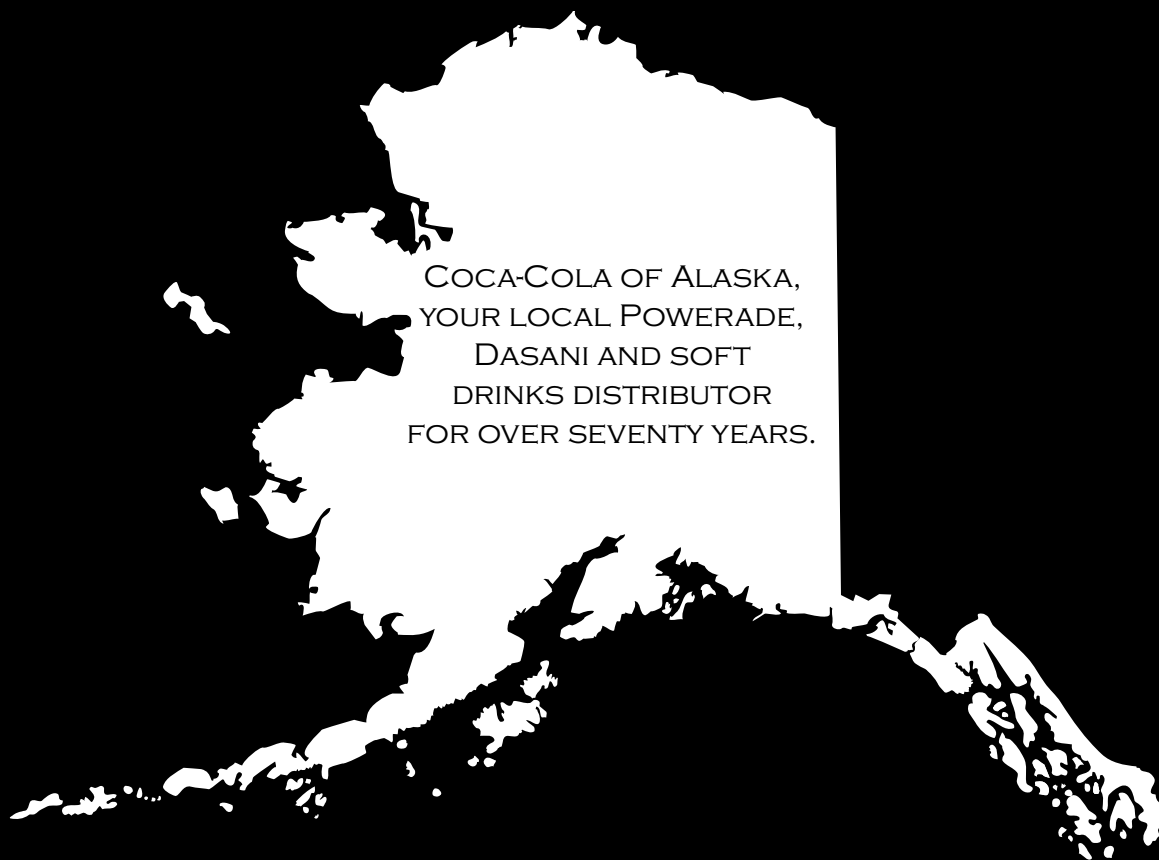 Coca-Cola of Alaska,
your local Powerade,
Dasani and soft
drinks distributor
for over seventy years.